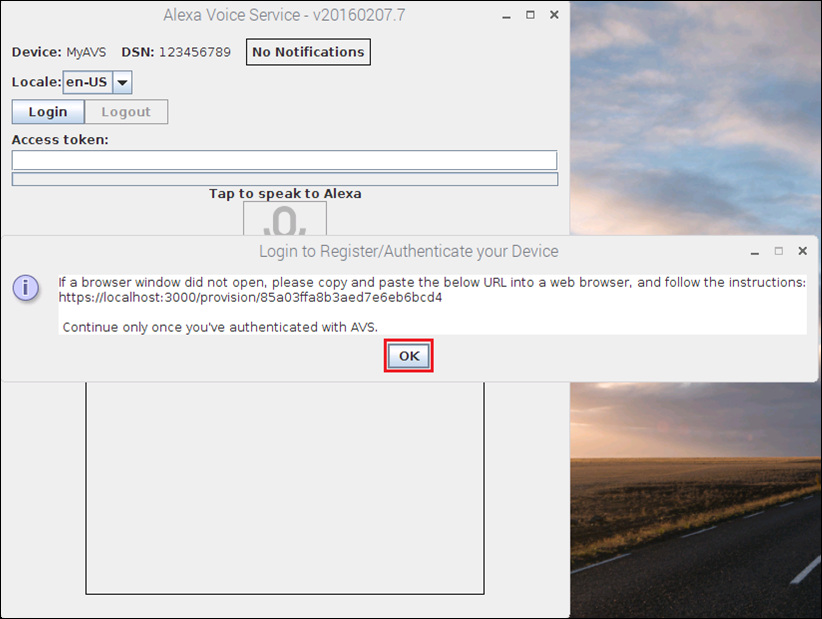 Alexa Voice Service - v20160207.7
Device: MyAVS DSN: 123456789 No Notifications
Locale: en-US
Login Logout
Access token:
Tap to speak to Alexa
Login to Register/Authenticate your Device
If a browser window did not open, please copy and paste the below URL into a web browser, and follow the instructions:
https://localhost:3000/provision/85a03ffa8b3aed7e6eb6bcd4
Continue only once you've authenticated with AVS.
OK